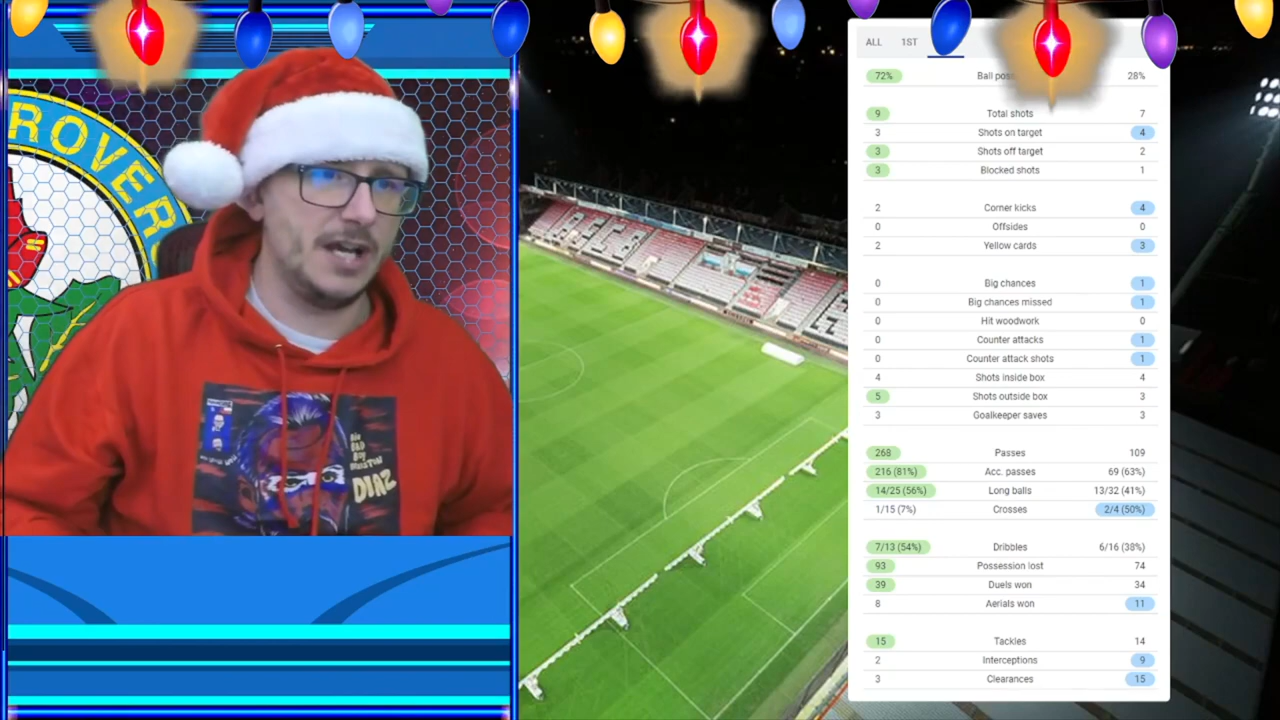 ROVERS
BIG
BAD
BOY
DIAZ
ALL 1ST
72% Ball 28%
9 Total shots 7
3 Shots on target 4
3 Shots off target 2
3 Blocked shots 1
2 Corner kicks 4
0 Offsides 0
2 Yellow cards 3
0 Big chances 1
0 Big chances missed 1
0 Hit woodwork 0
0 Counter attacks 1
0 Counter attack shots 1
4 Shots inside box 4
5 Shots outside box 3
3 Goalkeeper saves 3
268 Passes 109
216 (81%) Acc. passes 69 (63%)
14/25 (56%) Long balls 13/32 (41%)
1/15 (7%) Crosses 2/4 (50%)
7/13 (54%) Dribbles 6/16 (38%)
93 Possession lost 74
39 Duels won 34
8 Aerials won 11
15 Tackles 14
2 Interceptions 9
3 Clearances 15